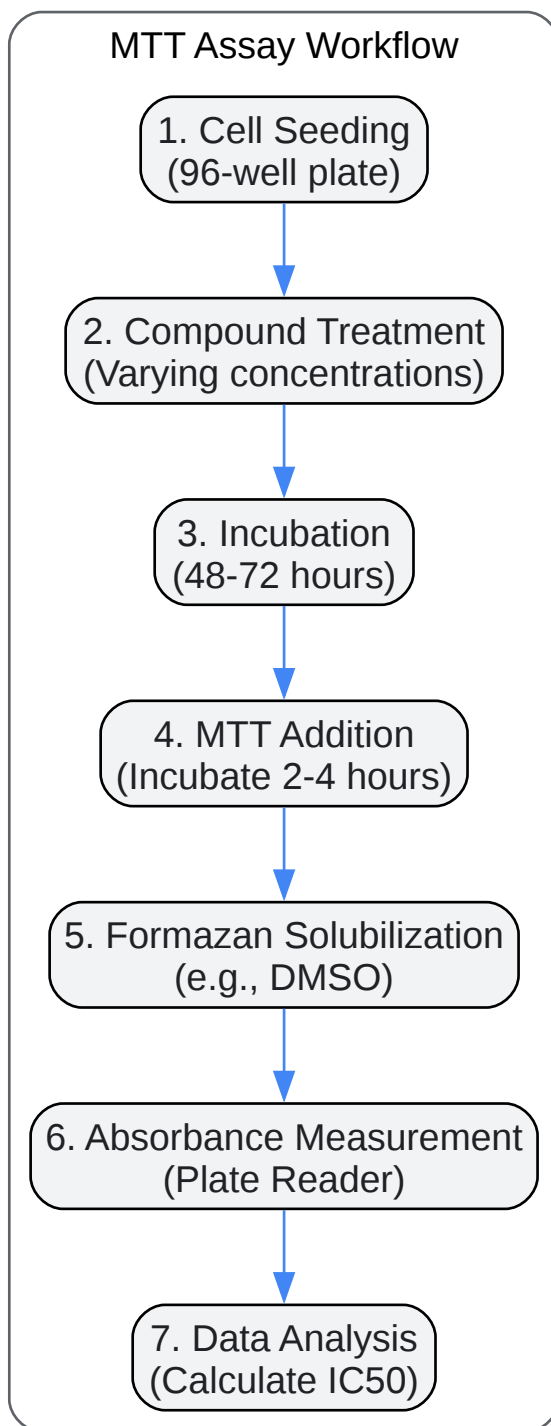 MTT Assay Workflow
1. Cell Seeding
(96-well plate)
2. Compound Treatment
(Varying concentrations)
3. Incubation
(48-72 hours)
4. MTT Addition
(Incubate 2-4 hours)
5. Formazan Solubilization
(e.g., DMSO)
6. Absorbance Measurement
(Plate Reader)
7. Data Analysis
(Calculate IC50)